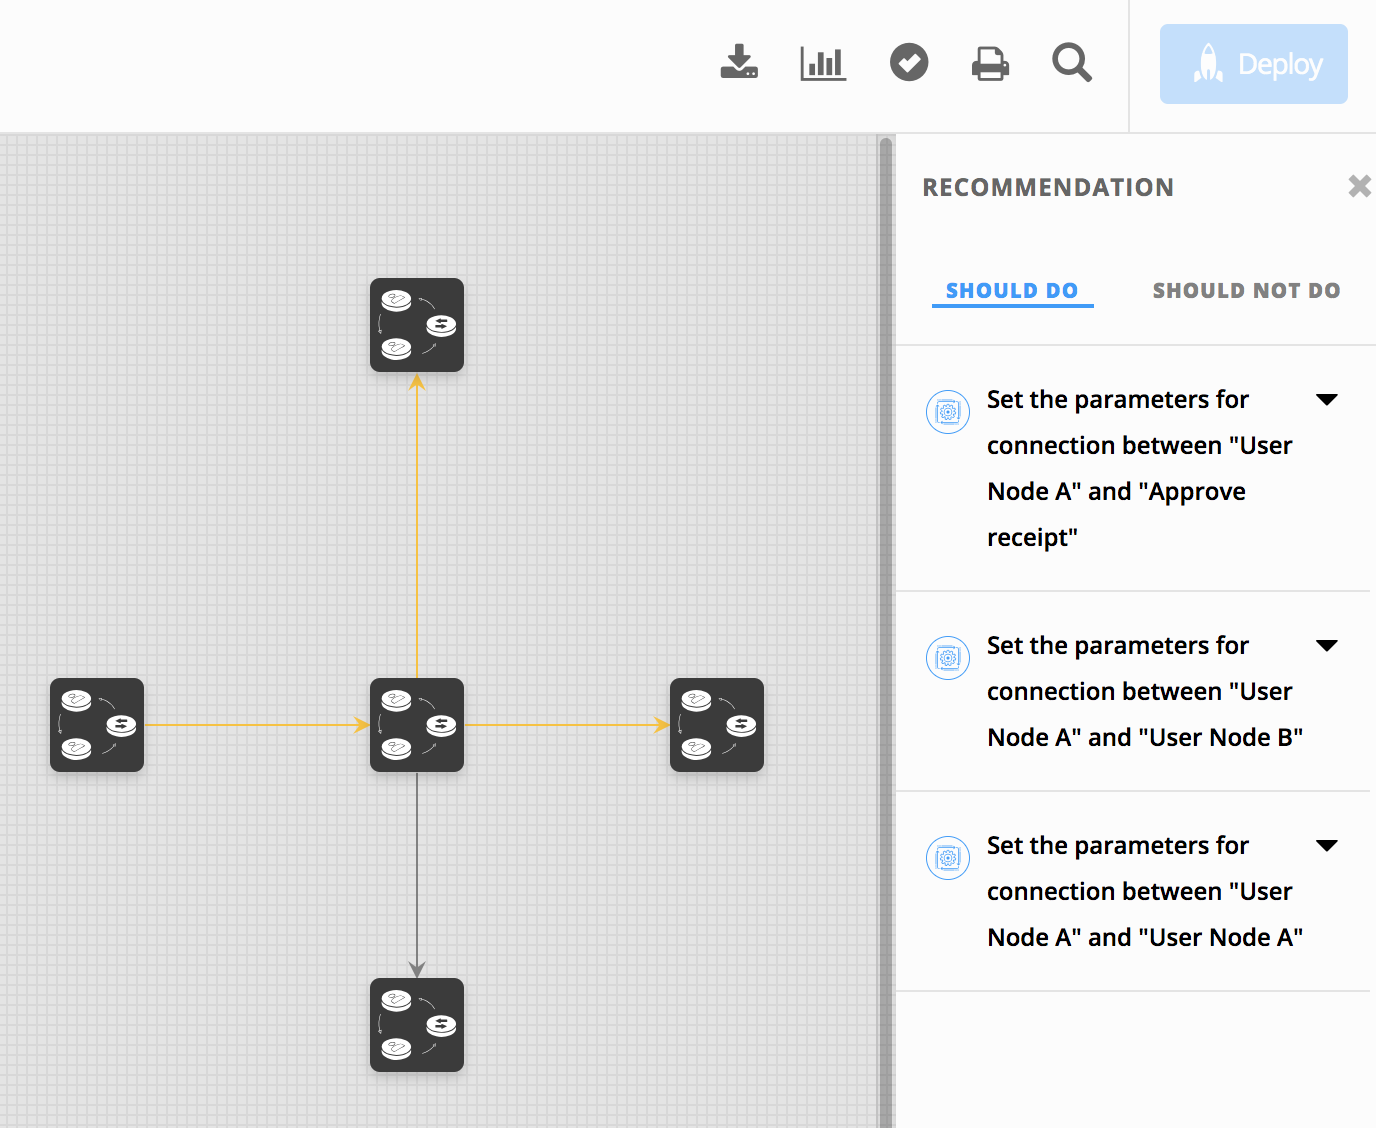 Deploy
RECOMMENDATION
SHOULD DO
SHOULD NOT DO
Set the parameters for
connection between "User
Node A" and "Approve
receipt"
Set the parameters for
connection between "User
Node A" and "User Node B"
Set the parameters for
connection between "User
Node A" and "User Node A"